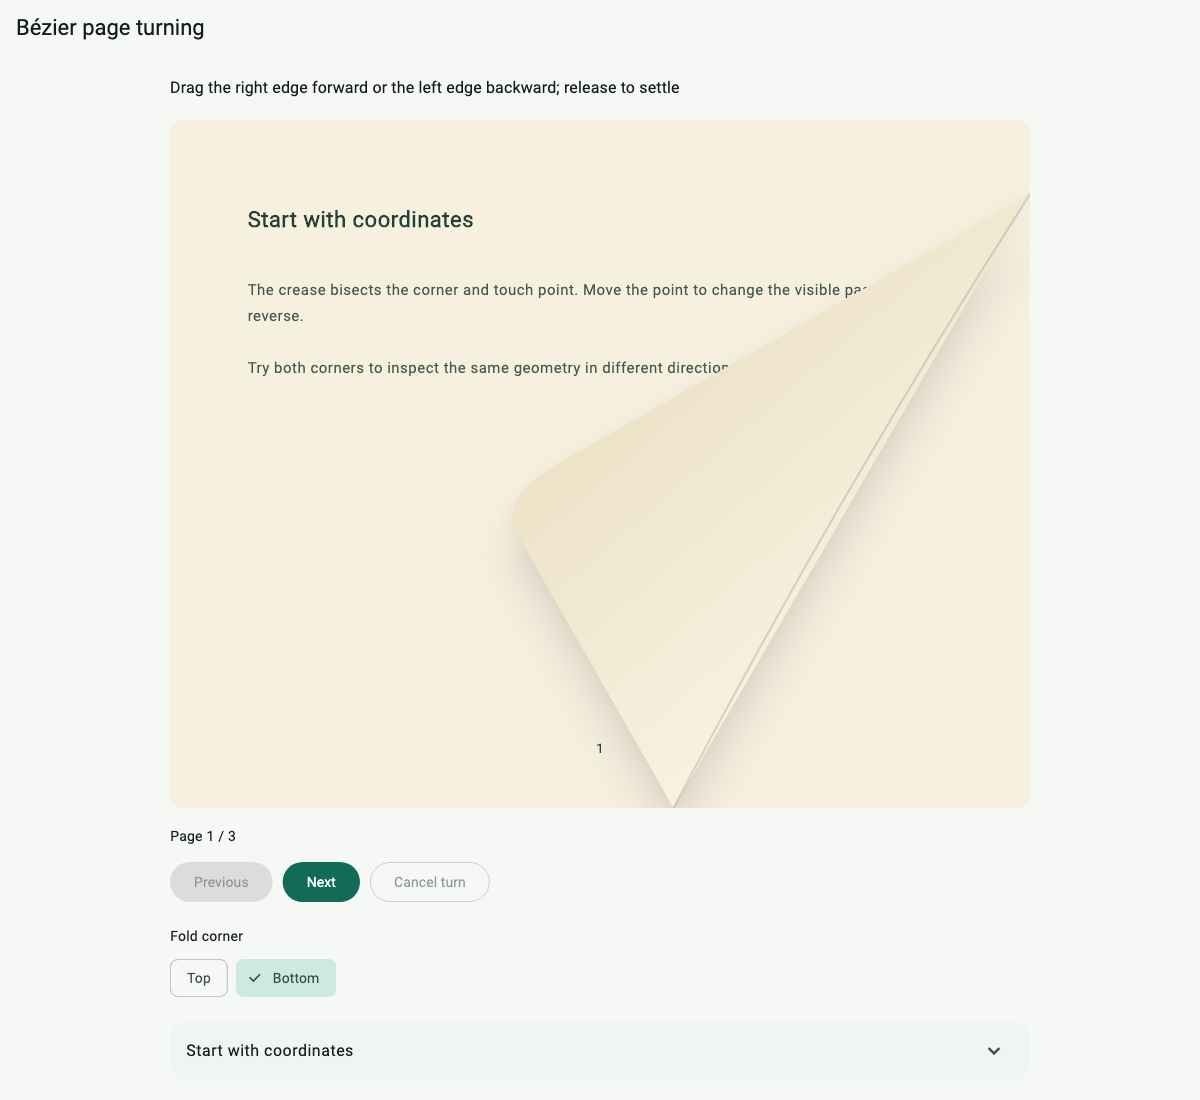 Bézier page turning
Drag the right edge forward or the left edge backward; release to settle
Start with coordinates
The crease bisects the corner and touch point. Move the point to change the visible
reverse.
Try both corners to inspect the same geometry in different
1
Page 1 / 3
Previous
Next
Cancel turn
Fold corner
Top
Bottom
Start with coordinates